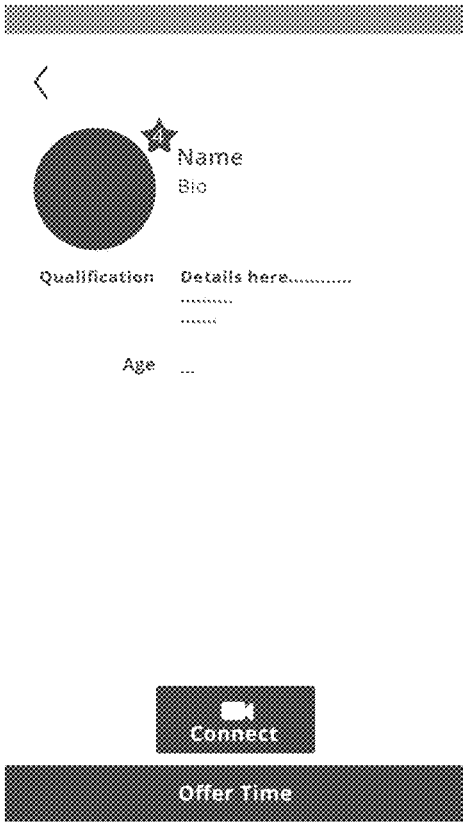 4
Name
Bio
Qualification Details here............
..........
.......
Age ...
Connect
Offer Time